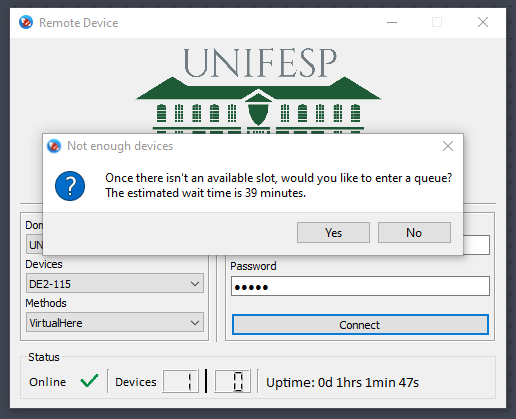 Remote Device
UNIFESP
Not enough devices
Once there isn't an available slot, would you like to enter a queue?
The estimated wait time is 39 minutes.
Yes
No
Devices
DE2-115
Methods
VirtualHere
Password
●●●●●
Connect
Status
Online
Devices
1
0
Uptime: 0d 1hrs 1min 47s